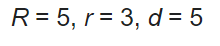 R = 5, r = 3, d = 5